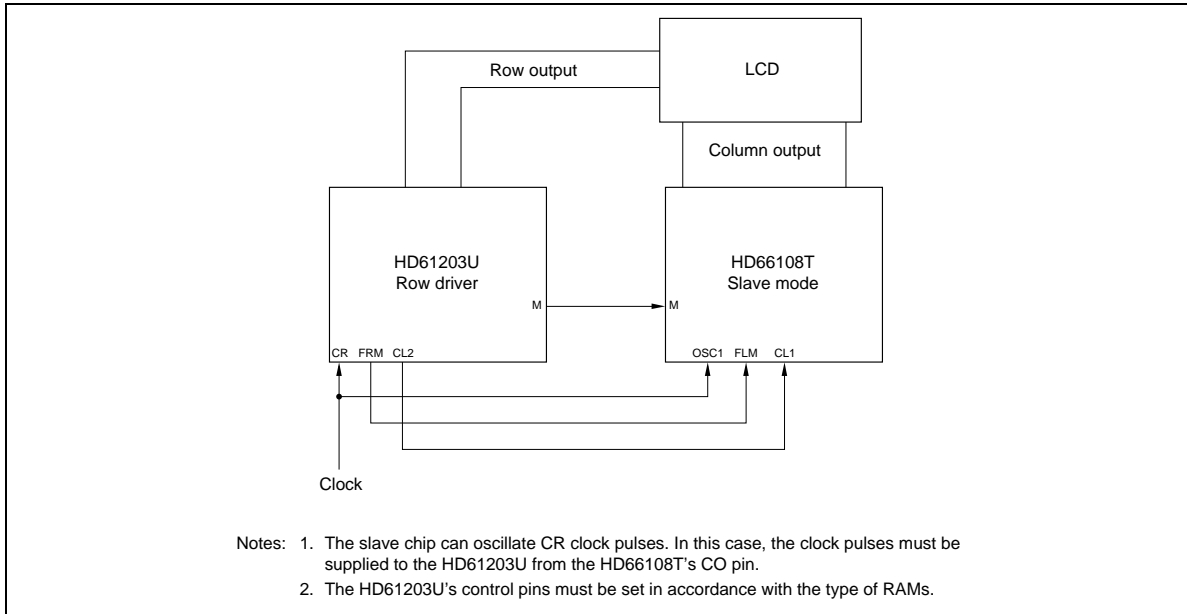 LCD
Row output
Column output
HD61203U
Row driver
HD66108T
Slave mode
M
M
CR FRM CL2
OSC1 FLM CL1
Clock
Notes: 1. The slave chip can oscillate CR clock pulses. In this case, the clock pulses must be
supplied to the HD61203U from the HD66108T's CO pin.
2. The HD61203U's control pins must be set in accordance with the type of RAMs.